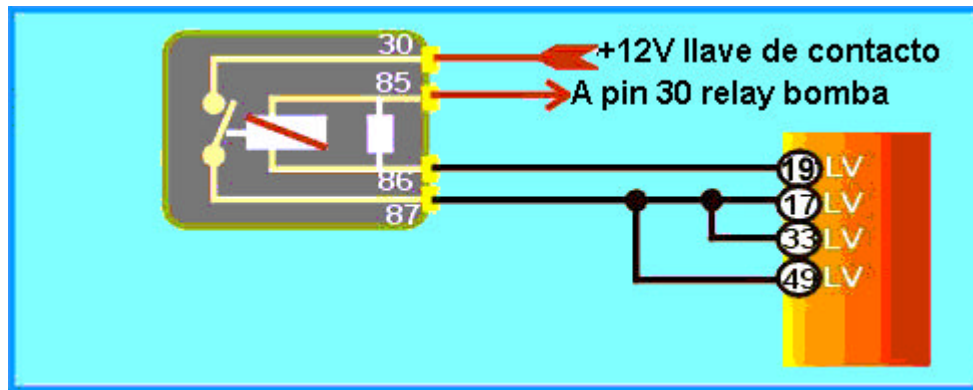 30
+12V llave de contacto
85
A pin 30 relay bomba
86
87
19 LV
17 LV
33 LV
49 LV